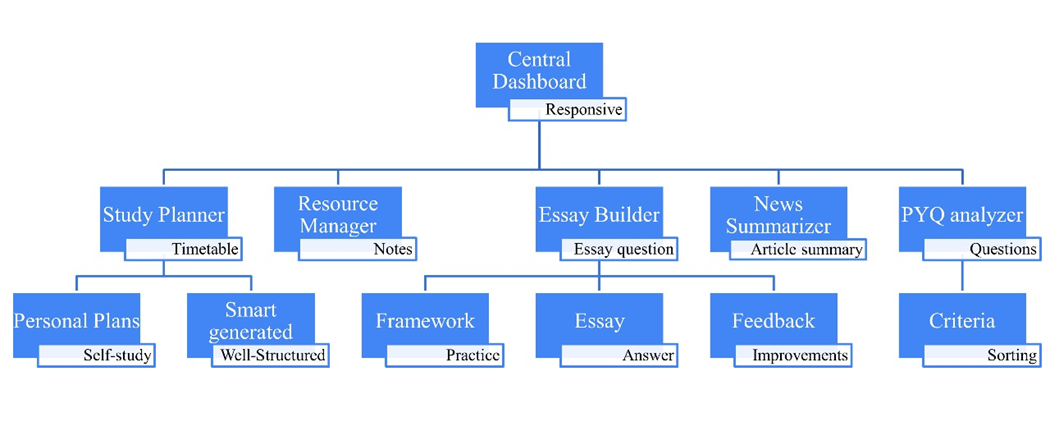 Central
Dashboard
Responsive
Study Planner
Timetable
Resource
Manager
Notes
Essay Builder
Essay question
News
Summarizer
Article summary
PYQ analyzer
Questions
Personal Plans
Self-study
Smart
generated
Well-Structured
Framework
Practice
Essay
Answer
Feedback
Improvements
Criteria
Sorting